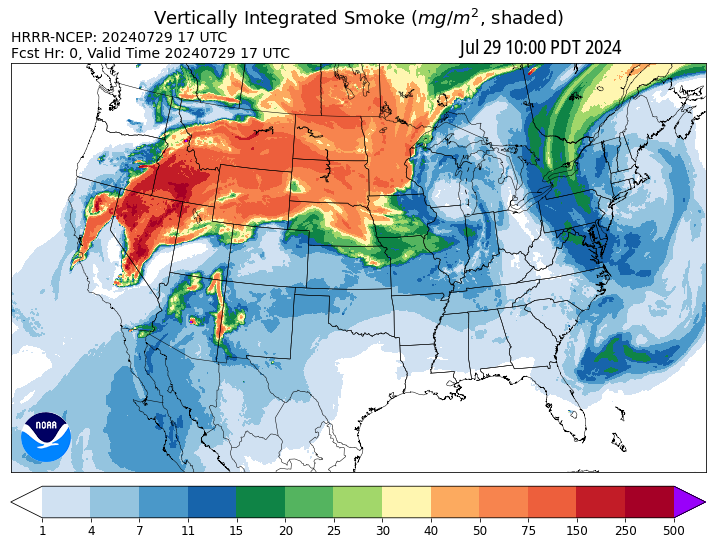 Vertically Integrated Smoke (mg/m², shaded)
HRRR-NCEP: 20240729 17 UTC
Fcst Hr: 0, Valid Time 20240729 17 UTC
Jul 29 10:00 PDT 2024
NOAA
1 4 7 11 15 20 25 30 40 50 75 150 250 500